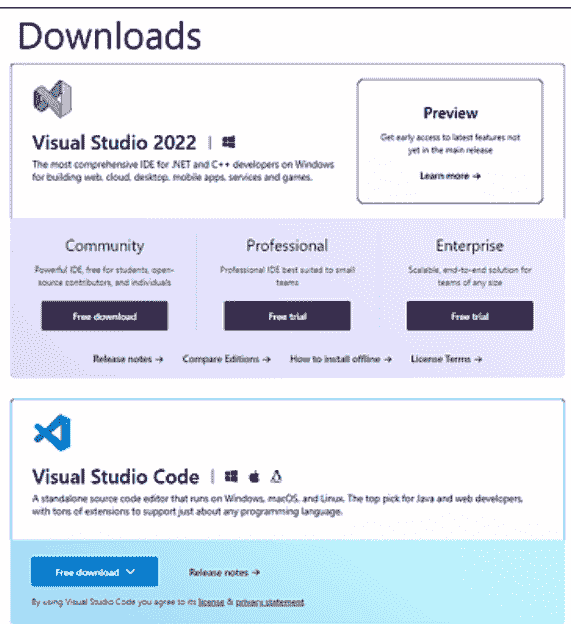 Downloads
Visual Studio 2022
The most comprehensive IDE for .NET and C++ developers on Windows
for building web, cloud, desktop, mobile apps, services and games.
Preview
Get early access to latest features not
yet in the main release
Learn more →
Community
Powerful IDE, free for students, open-
source contributors, and individuals
Free download
Professional
Professional IDE best suited to small
teams
Free trial
Enterprise
Scalable, end-to-end solution for
teams of any size
Free trial
Release notes → Compare Editions → How to install offline → License Terms →
Visual Studio Code
A standalone source code editor that runs on Windows, macOS, and Linux. The top pick for Java and web developers,
with tons of extensions to support just about any programming language.
Free download
Release notes →
By using Visual Studio Code you agree to its license & privacy statement